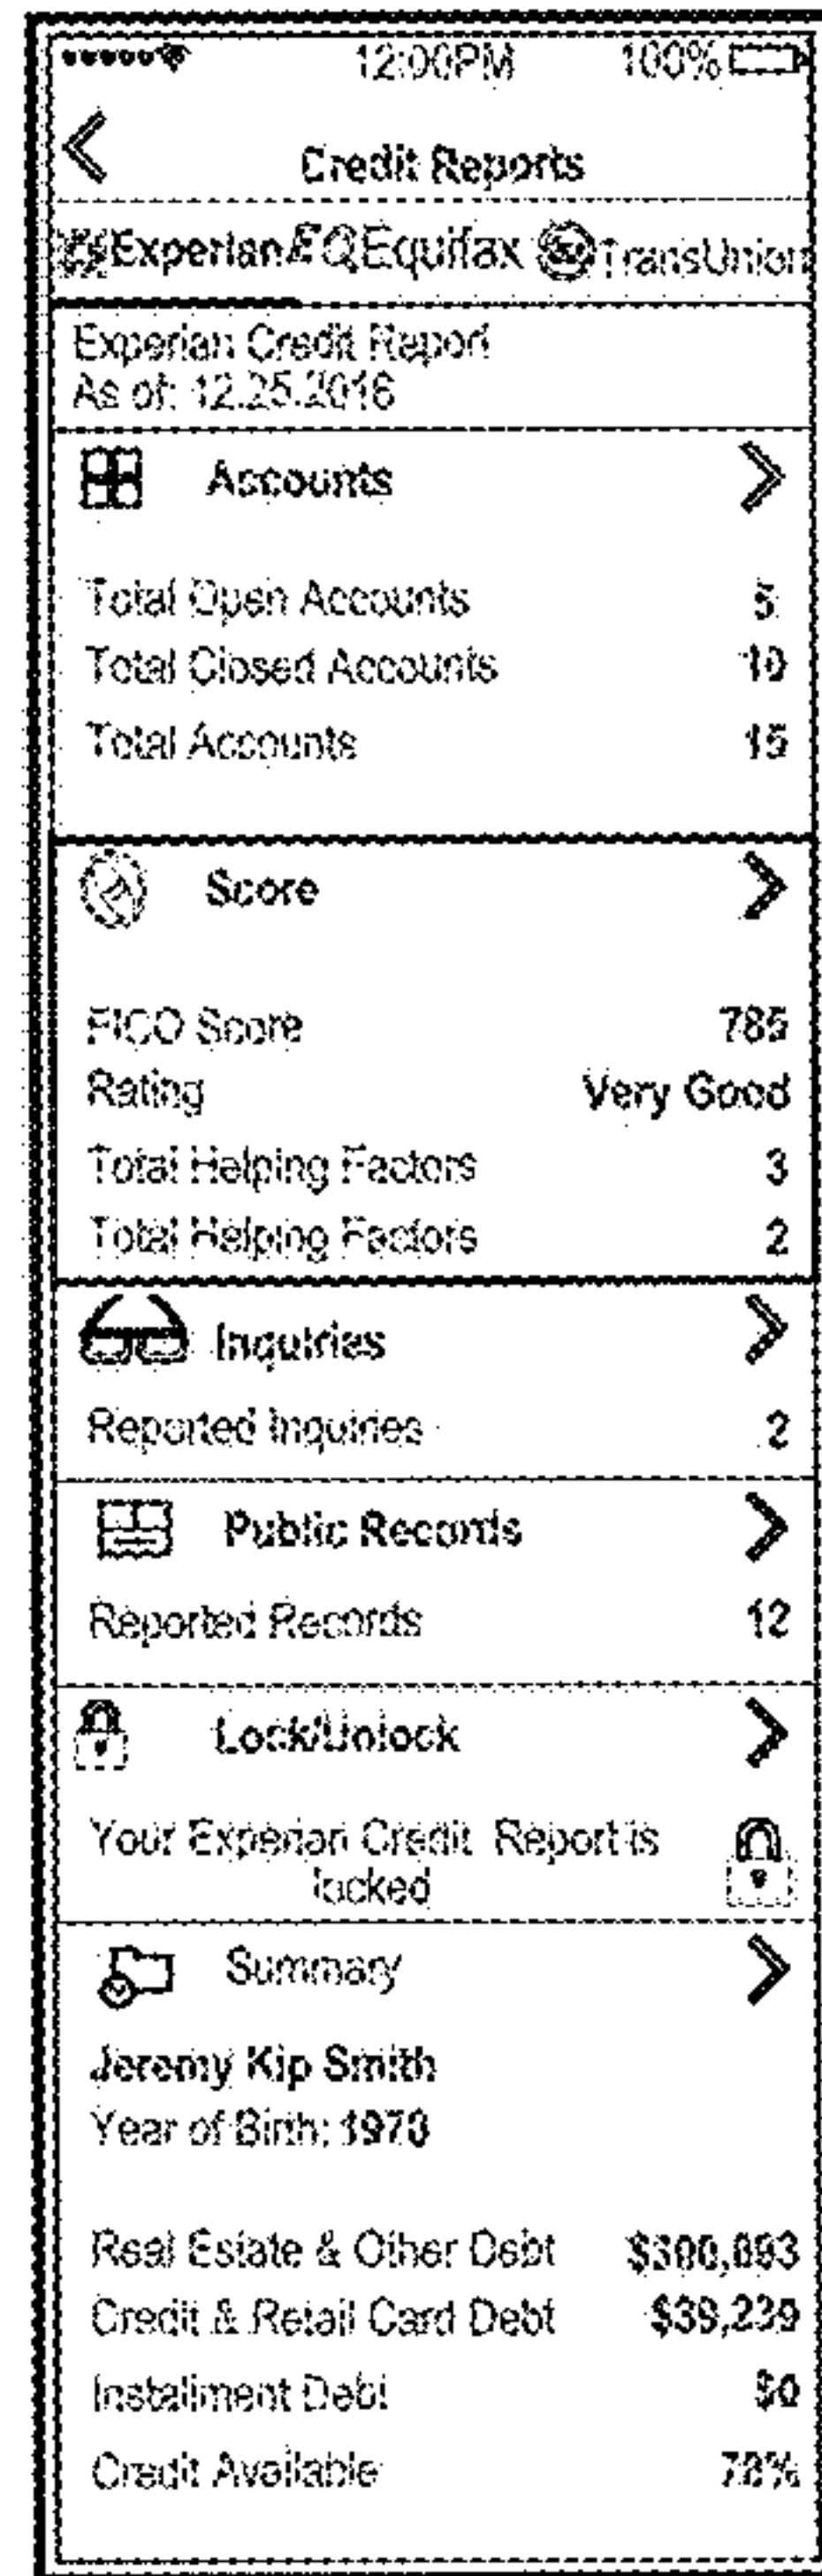 12:00PM 100%
Credit Reports
Experian EQ Equifax TransUnion
Experian Credit Report
As of: 12.25.2016
Accounts
Total Open Accounts 5
Total Closed Accounts 10
Total Accounts 15
Score
FICO Score 785
Rating Very Good
Total Helping Factors 3
Total Helping Factors 2
Inquiries
Reported Inquiries 2
Public Records
Reported Records 12
Lock/Unlock
Your Experian Credit Report is
locked
Summary
Jeremy Kip Smith
Year of Birth:
Real Estate & Other Debt
Credit & Retail Card Debt $39,239
Installment Debt $0
Credit Available